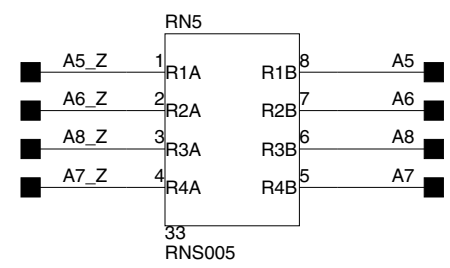 RN5
A5_Z 1 R1A R1B 8 A5
A6_Z 2 R2A R2B 7 A6
A8_Z 3 R3A R3B 6 A8
A7_Z 4 R4A R4B 5 A7
33
RNS005